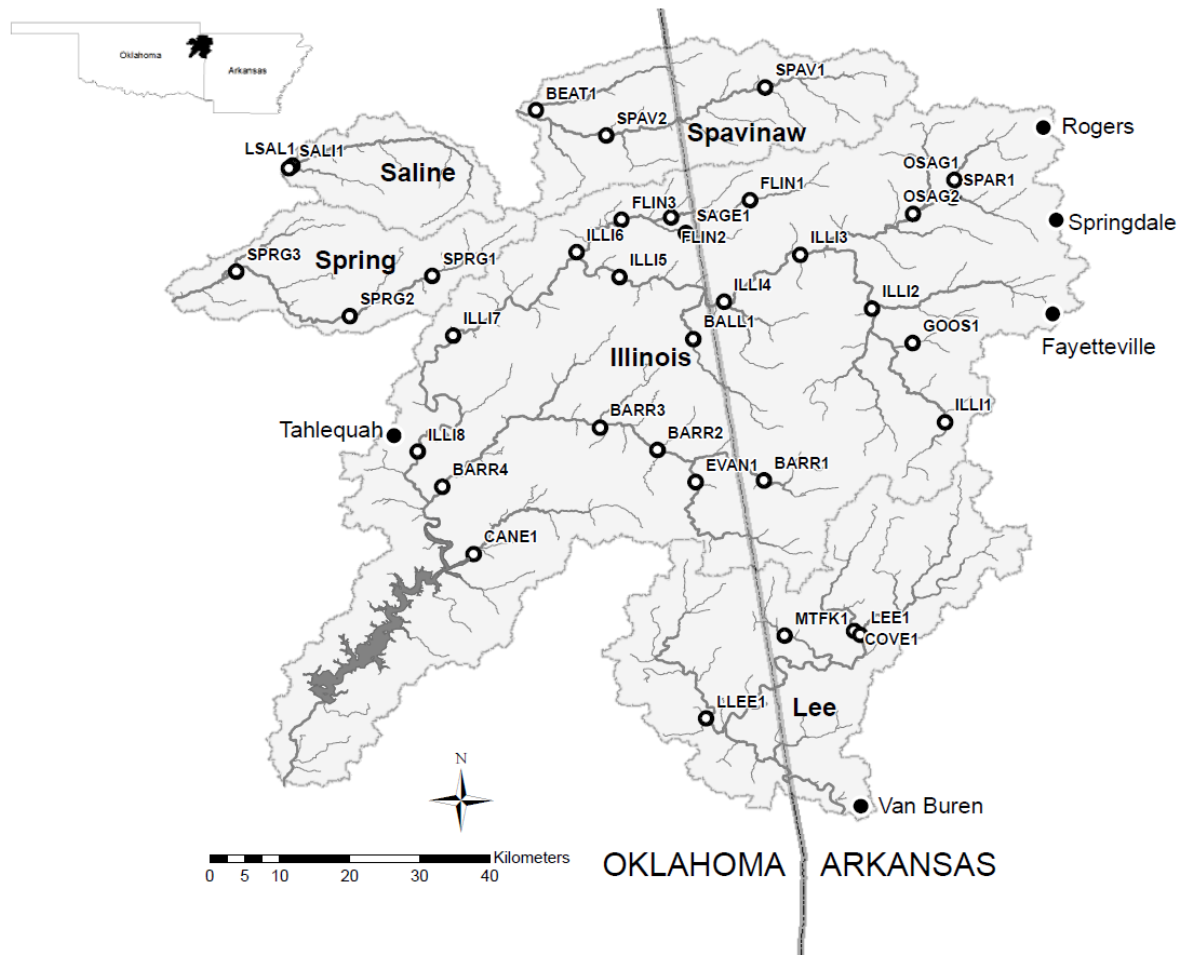 Oklahoma
Arkansas
SPAV1
BEAT1
SPAV2
Spavinaw
Rogers
LSAL1
SALI1
Saline
OSAG1
SPAR1
OSAG2
FLIN1
FLIN3
SAGE1
FLIN2
Springdale
ILLI6
ILLI3
SPRG3
Spring
SPRG1
ILLI5
SPRG2
ILLI4
ILLI2
ILLI7
BALL1
GOOS1
Fayetteville
Illinois
ILLI1
BARR3
Tahlequah
ILLI8
BARR2
BARR4
EVAN1
BARR1
CANE1
MTFK1
LEE1
COVE1
LLEE1
Lee
N
Van Buren
Kilometers
0 5 10 20 30 40
OKLAHOMA ARKANSAS